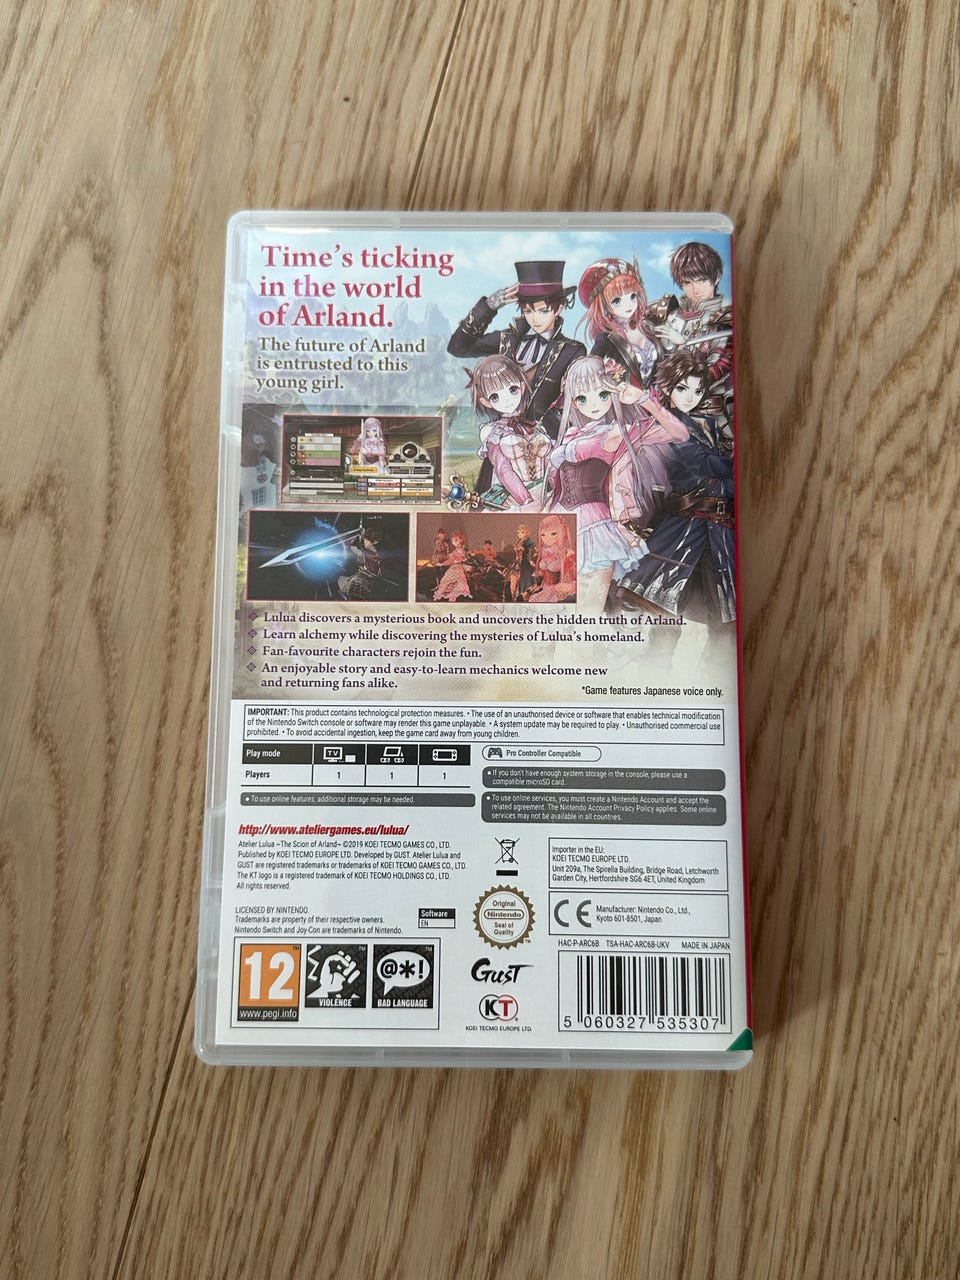 Time's ticking
in the world
of Arland.
The future of Arland
is entrusted to this
young girl.
Lulua discovers a mysterious book and uncovers the hidden truth of Arland.
Learn alchemy while discovering the mysteries of Lulua's homeland.
Fan-favourite characters rejoin the fun.
An enjoyable story and easy-to-learn mechanics welcome new
and returning fans alike.
*Game features Japanese voice only.
IMPORTANT: This product contains technological protection measures. • The use of an unauthorised device or software that enables technical modification
of the Nintendo Switch console or software may render this game unplayable. • A system update may be required to play. • Unauthorised commercial use
prohibited. • To avoid accidental ingestion, keep the game card away from young children.
Play mode
TV
Players 1 1 1
Pro Controller Compatible
• If you don't have enough system storage in the console, please use a
compatible microSD card.
• To use online features, additional storage may be needed.
• To use online services, you must create a Nintendo Account and accept the
related agreement. The Nintendo Account Privacy Policy applies. Some online
services may not be available in all countries.
http://www.ateliergames.eu/lulua/
Atelier Lulua ~The Scion of Arland~ ©2019 KOEI TECMO GAMES CO., LTD.
Published by KOEI TECMO EUROPE LTD. Developed by GUST. Atelier Lulua and
GUST are registered trademarks or trademarks of KOEI TECMO GAMES CO., LTD.
The KT logo is a registered trademark of KOEI TECMO HOLDINGS CO., LTD.
All rights reserved.
Importer in the EU:
KOEI TECMO EUROPE LTD.
Unit 209a, The Spirella Building, Bridge Road, Letchworth
Garden City, Hertfordshire SG6 4ET, United Kingdom
LICENSED BY NINTENDO.
Trademarks are property of their respective owners.
Nintendo Switch and Joy-Con are trademarks of Nintendo.
Software
EN
Original
Nintendo
Seal of
Quality
TM
CE
Manufacturer: Nintendo Co., Ltd.,
Kyoto 601-8501, Japan
HAC-P-ARC6B TSA-HAC-ARC6B-UKV MADE IN JAPAN
12
www.pegi.info
VIOLENCE
@*!
BAD LANGUAGE
GUST
KT
KOEI TECMO EUROPE LTD.
5 060327 535307